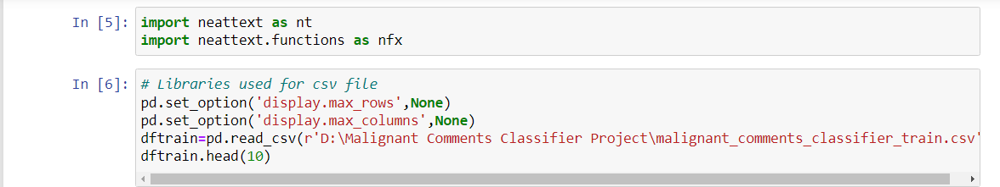 In [5]:
import neattext as nt
import neattext.functions as nfx
In [6]:
# Libraries used for csv file
pd.set_option('display.max_rows',None)
pd.set_option('display.max_columns',None)
dftrain=pd.read_csv(r'D:\Malignant Comments Classifier Project\malignant_comments_classifier_train.csv'
dftrain.head(10)